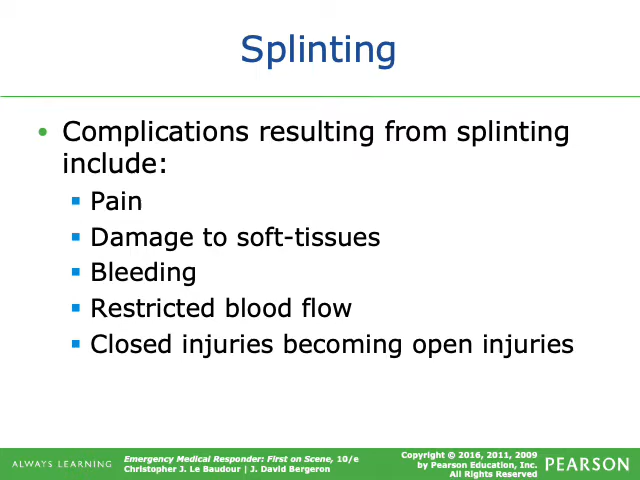 Splinting
• Complications resulting from splinting
include:
▪ Pain
▪ Damage to soft-tissues
▪ Bleeding
▪ Restricted blood flow
▪ Closed injuries becoming open injuries
ALWAYS LEARNING
Emergency Medical Responder: First on Scene, 10/e
Christopher J. Le Baudour | J. David Bergeron
Copyright © 2016, 2011, 2009
by Pearson Education, Inc.
All Rights Reserved
PEARSON